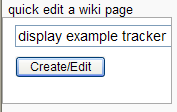 quick edit a wiki page
display example tracker
Create/Edit